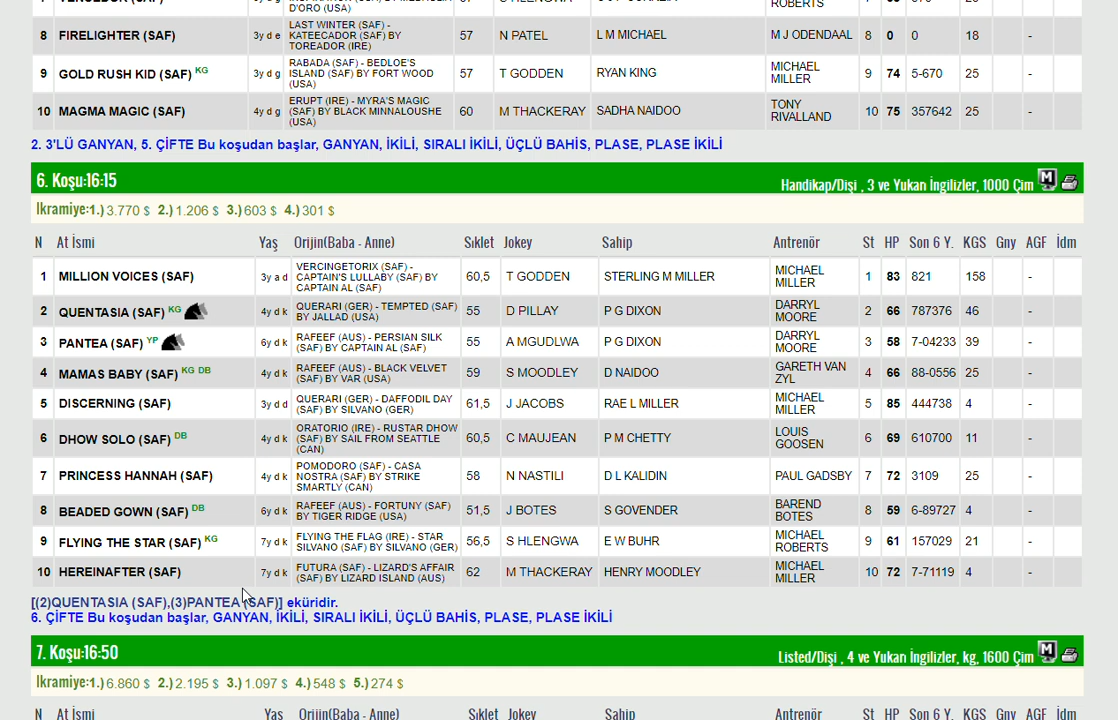 D'ORO (USA)
ROBERTS
8 FIRELIGHTER (SAF) 3y d e LAST WINTER (SAF) - KATEECADOR (SAF) BY TOREADOR (IRE) 57 N PATEL L M MICHAEL M J ODENDAAL 8 0 0 18 -
9 GOLD RUSH KID (SAF) KG 3y d g RABADA (SAF) - BEDLOE'S ISLAND (SAF) BY FORT WOOD (USA) 57 T GODDEN RYAN KING MICHAEL MILLER 9 74 5-670 25 -
10 MAGMA MAGIC (SAF) 4y d g ERUPT (IRE) - MYRA'S MAGIC (SAF) BY BLACK MINNALOUSHE (USA) 60 M THACKERAY SADHA NAIDOO TONY RIVALLAND 10 75 357642 25 -
2. 3'LÜ GANYAN, 5. ÇİFTE Bu koşudan başlar, GANYAN, İKİLİ, SIRALI İKİLİ, ÜÇLÜ BAHİS, PLASE, PLASE İKİLİ
6. Koşu:16:15 Handikap/Dişi , 3 ve Yukarı İngilizler, 1000 Çim M
İkramiye:1.) 3.770 $ 2.) 1.206 $ 3.) 603 $ 4.) 301 $
N At İsmi Yaş Orijin(Baba - Anne) Sıklet Jokey Sahip Antrenör St HP Son 6 Y. KGS Gny AGF İdm
1 MILLION VOICES (SAF) 3y a d VERCINGETORIX (SAF) - CAPTAIN'S LULLABY (SAF) BY CAPTAIN AL (SAF) 60,5 T GODDEN STERLING M MILLER MICHAEL MILLER 1 83 821 158 -
2 QUENTASIA (SAF) KG 4y d k QUERARI (GER) - TEMPTED (SAF) BY JALLAD (USA) 55 D PILLAY P G DIXON DARRYL MOORE 2 66 787376 46 -
3 PANTEA (SAF) YP 6y d k RAFEEF (AUS) - PERSIAN SILK (SAF) BY CAPTAIN AL (SAF) 55 A MGUDLWA P G DIXON DARRYL MOORE 3 58 7-04233 39 -
4 MAMAS BABY (SAF) KG DB 4y d k RAFEEF (AUS) - BLACK VELVET (SAF) BY VAR (USA) 59 S MOODLEY D NAIDOO GARETH VAN ZYL 4 66 88-0556 25 -
5 DISCERNING (SAF) 3y d d QUERARI (GER) - DAFFODIL DAY (SAF) BY SILVANO (GER) 61,5 J JACOBS RAE L MILLER MICHAEL MILLER 5 85 444738 4 -
6 DHOW SOLO (SAF) DB 4y d k ORATORIO (IRE) - RUSTAR DHOW (SAF) BY SAIL FROM SEATTLE (CAN) 60,5 C MAUJEAN P M CHETTY LOUIS GOOSEN 6 69 610700 11 -
7 PRINCESS HANNAH (SAF) 4y d k POMODORO (SAF) - CASA NOSTRA (SAF) BY STRIKE SMARTLY (CAN) 58 N NASTILI D L KALIDIN PAUL GADSBY 7 72 3109 25 -
8 BEADED GOWN (SAF) DB 6y d k RAFEEF (AUS) - FORTUNY (SAF) BY TIGER RIDGE (USA) 51,5 J BOTES S GOVENDER BAREND BOTES 8 59 6-89727 4 -
9 FLYING THE STAR (SAF) KG 7y d k FLYING THE FLAG (IRE) - STAR SILVANO (SAF) BY SILVANO (GER) 56,5 S HLENGWA E W BUHR MICHAEL ROBERTS 9 61 157029 21 -
10 HEREINAFTER (SAF) 7y d k FUTURA (SAF) - LIZARD'S AFFAIR (SAF) BY LIZARD ISLAND (AUS) 62 M THACKERAY HENRY MOODLEY MICHAEL MILLER 10 72 7-71119 4 -
[(2)QUENTASIA (SAF),(3)PANTEA (SAF)] eküridir.
6. ÇİFTE Bu koşudan başlar, GANYAN, İKİLİ, SIRALI İKİLİ, ÜÇLÜ BAHİS, PLASE, PLASE İKİLİ
7. Koşu:16:50 Listed/Dişi , 4 ve Yukarı İngilizler, kg, 1600 Çim M
İkramiye:1.) 6.860 $ 2.) 2.195 $ 3.) 1.097 $ 4.) 548 $ 5.) 274 $
N At İsmi Yaş Orijin(Baba - Anne) Sıklet Jokey Sahip Antrenör St HP Son 6 Y. KGS Gny AGF İdm